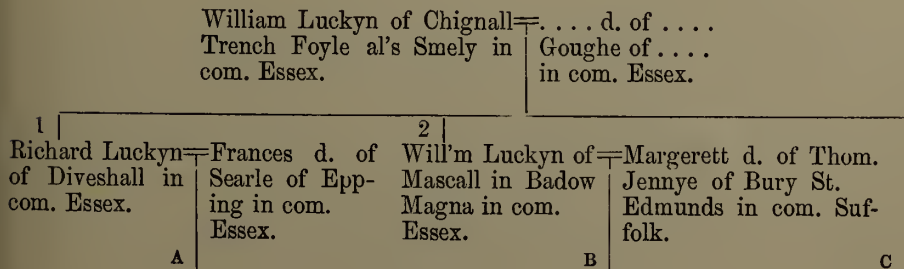 William Luckyn of Chignall=. . . . d. of . . . .
Trench Foyle al's Smely in
com. Essex.
Goughe of . . . .
in com. Essex.
1
Richard Luckyn=
of Diveshall in
com. Essex.
A
Frances d. of
Searle of Epp-
ing in com.
Essex.
2
Will'm Luckyn of=
Mascall in Badow
Magna in com.
Essex.
B
Margerett d. of Thom.
Jennye of Bury St.
Edmunds in com. Suf-
folk.
C